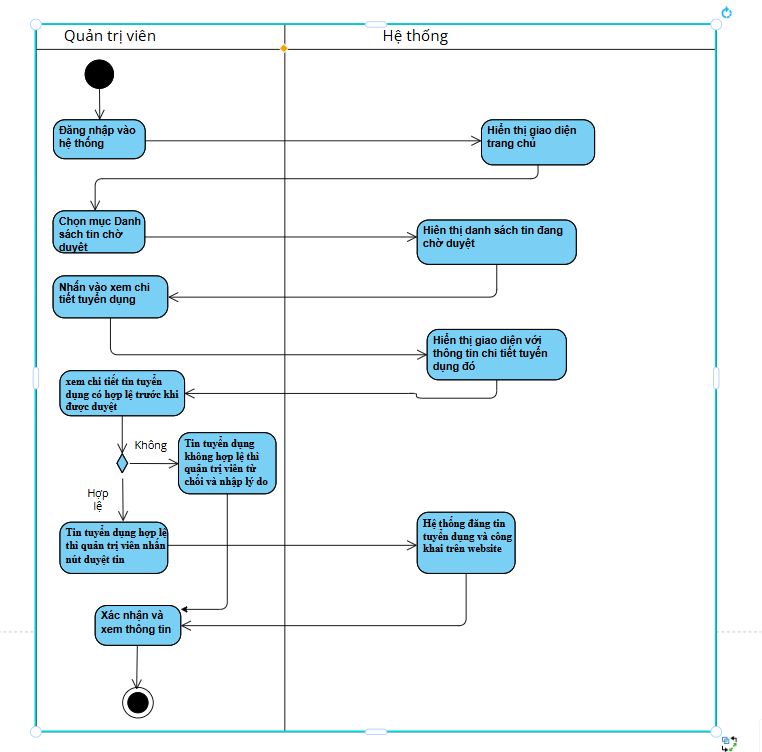 Quản trị viên
Hệ thống
Đăng nhập vào
hệ thống
Hiển thị giao diện
trang chủ
Chọn mục Danh
sách tin chờ
duyệt
Hiên thị danh sách tin đang
chờ duyệt
Nhấn vào xem chi
tiết tuyển dụng
Hiển thị giao diện với
thông tin chi tiết tuyển
dụng đó
xem chi tiết tin tuyển
dụng có hợp lệ trước khi
được duyệt
Không
Tin tuyển dụng
không hợp lệ thì
quản trị viên từ
chối và nhập lý do
Hợp
lệ
Tin tuyển dụng hợp lệ
thì quản trị viên nhấn
nút duyệt tin
Hệ thống đăng tin
tuyển dụng và công
khai trên website
Xác nhận và
xem thông tin